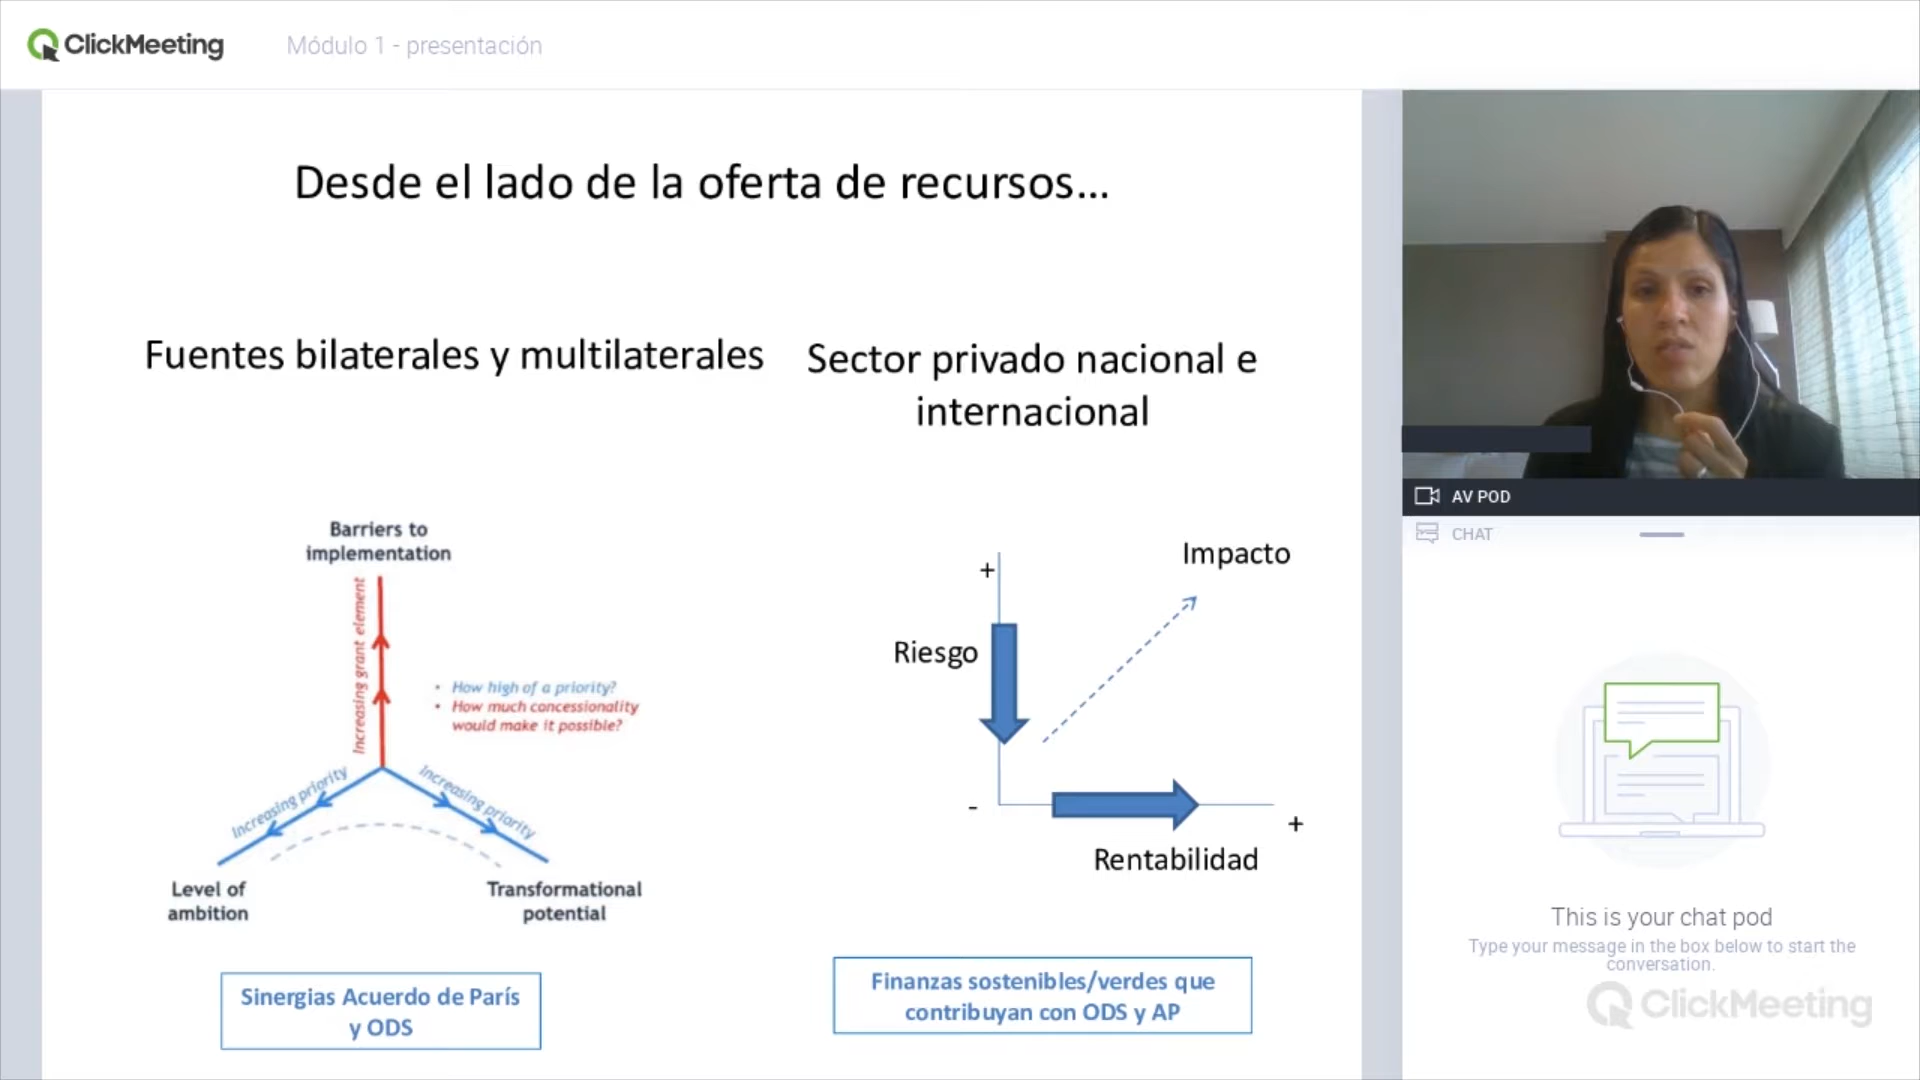 ClickMeeting
Módulo 1 - presentación
Desde el lado de la oferta de recursos...
Fuentes bilaterales y multilaterales
Sector privado nacional e
internacional
Barriers to
implementation
Increasing grant element
• How high of a priority?
• How much concessionality
would make it possible?
Increasing priority
Increasing priority
Level of
ambition
Transformational
potential
Sinergias Acuerdo de París
y ODS
+
Impacto
Riesgo
-
+
Rentabilidad
Finanzas sostenibles/verdes que
contribuyan con ODS y AP
AV POD
CHAT
This is your chat pod
Type your message in the box below to start the
conversation.
ClickMeeting